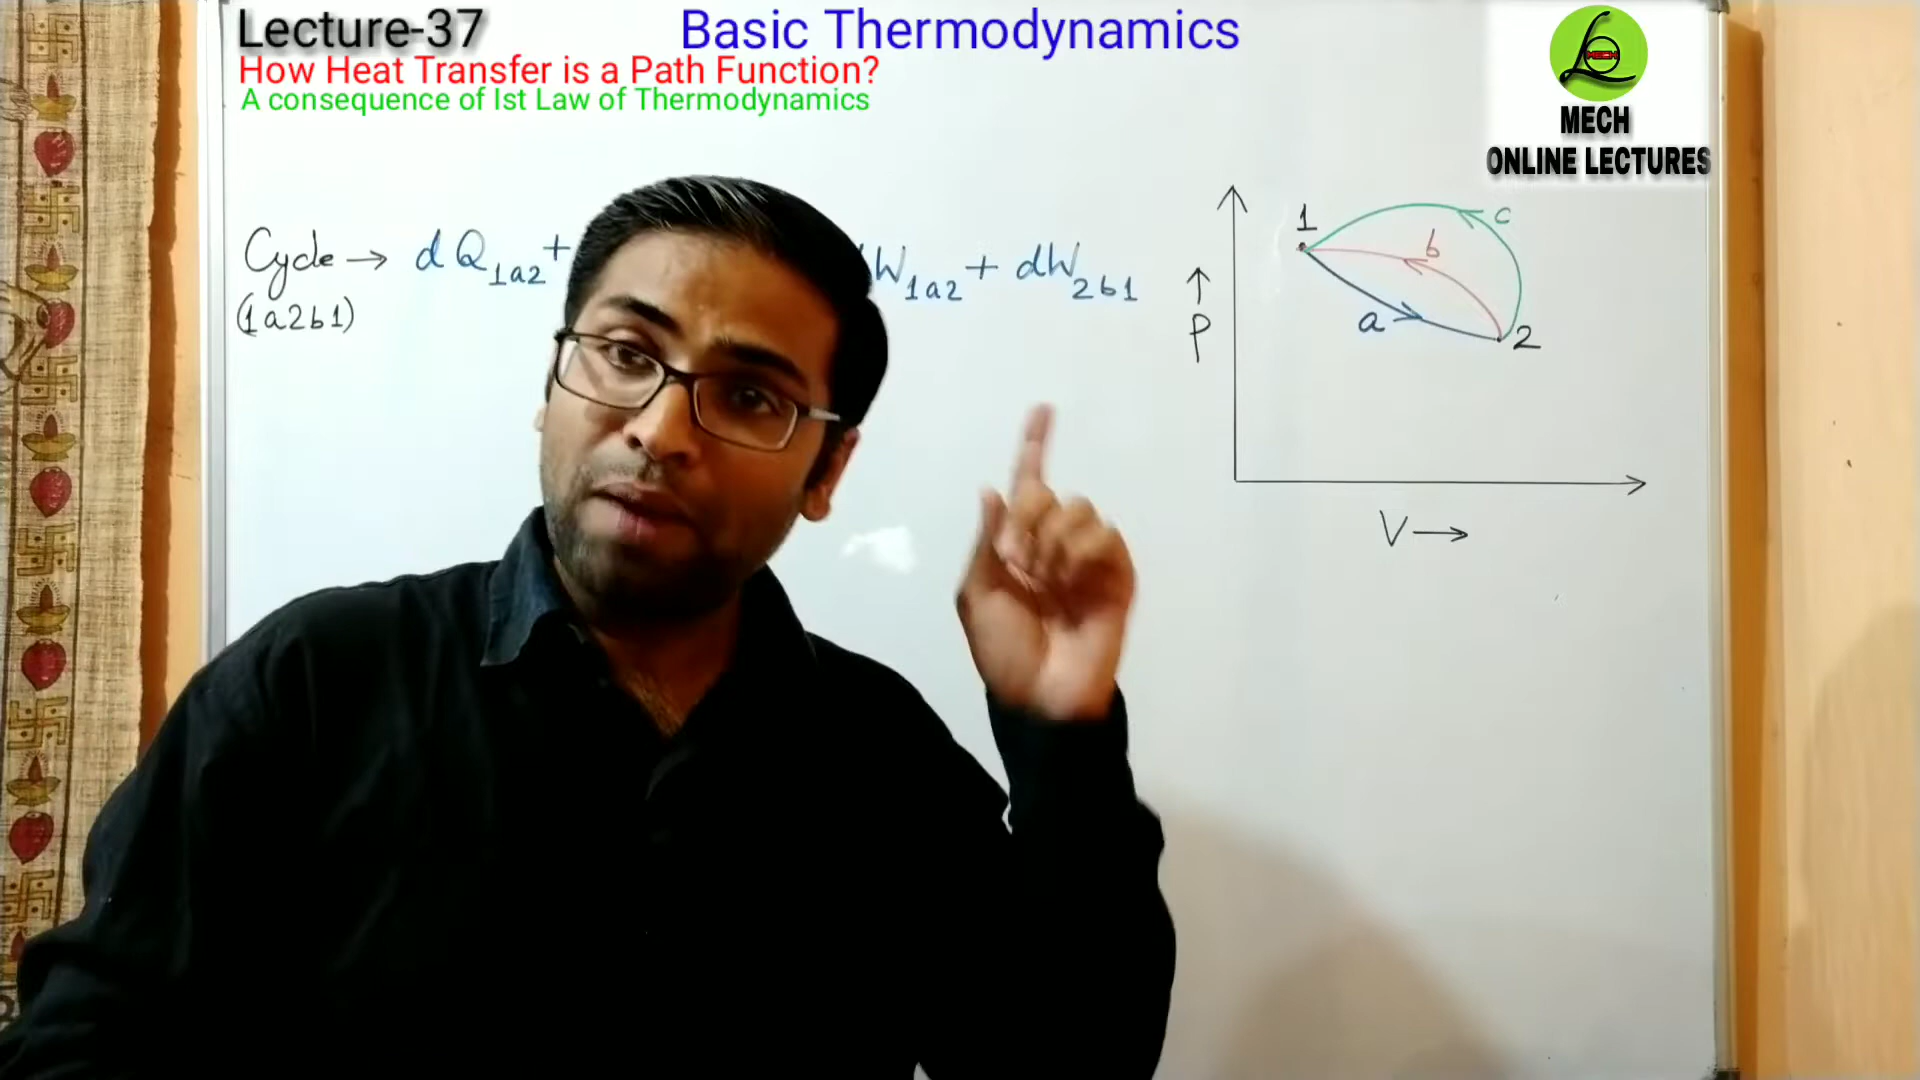 Lecture-37
Basic Thermodynamics
How Heat Transfer is a Path Function?
A consequence of Ist Law of Thermodynamics
MECH
MECH
ONLINE LECTURES
Cycle → dQ1a2 +
W1a2 + dW2b1
(1a2b1)
1
c
b
a
2
↑
P
V →